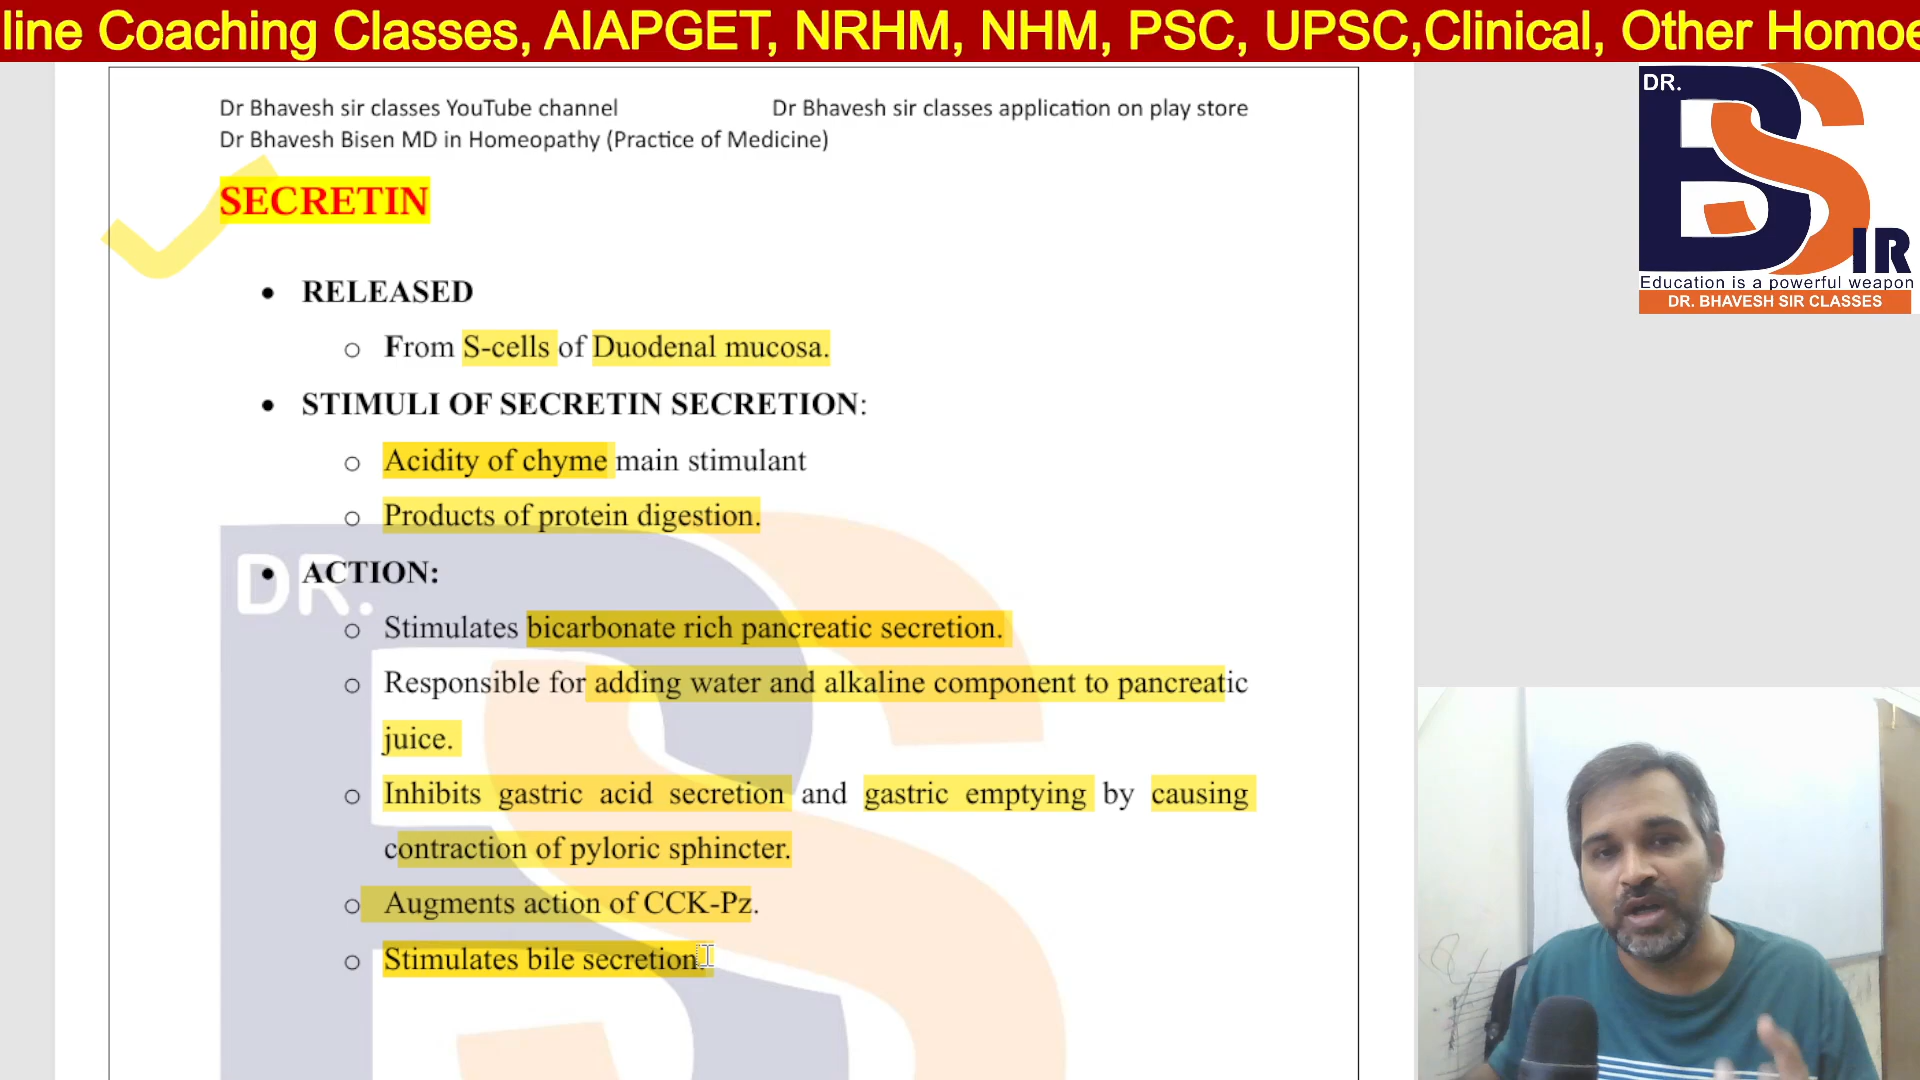 line Coaching Classes, AIAPGET, NRHM, NHM, PSC, UPSC,Clinical, Other Homoe
Dr Bhavesh sir classes YouTube channel Dr Bhavesh sir classes application on play store
Dr Bhavesh Bisen MD in Homeopathy (Practice of Medicine)
SECRETIN
• RELEASED
o From S-cells of Duodenal mucosa.
• STIMULI OF SECRETIN SECRETION:
o Acidity of chyme main stimulant
o Products of protein digestion.
• ACTION:
o Stimulates bicarbonate rich pancreatic secretion.
o Responsible for adding water and alkaline component to pancreatic
juice.
o Inhibits gastric acid secretion and gastric emptying by causing
contraction of pyloric sphincter.
o Augments action of CCK-Pz.
o Stimulates bile secretion.
DR.
DR.
BS
IR
Education is a powerful weapon
DR. BHAVESH SIR CLASSES